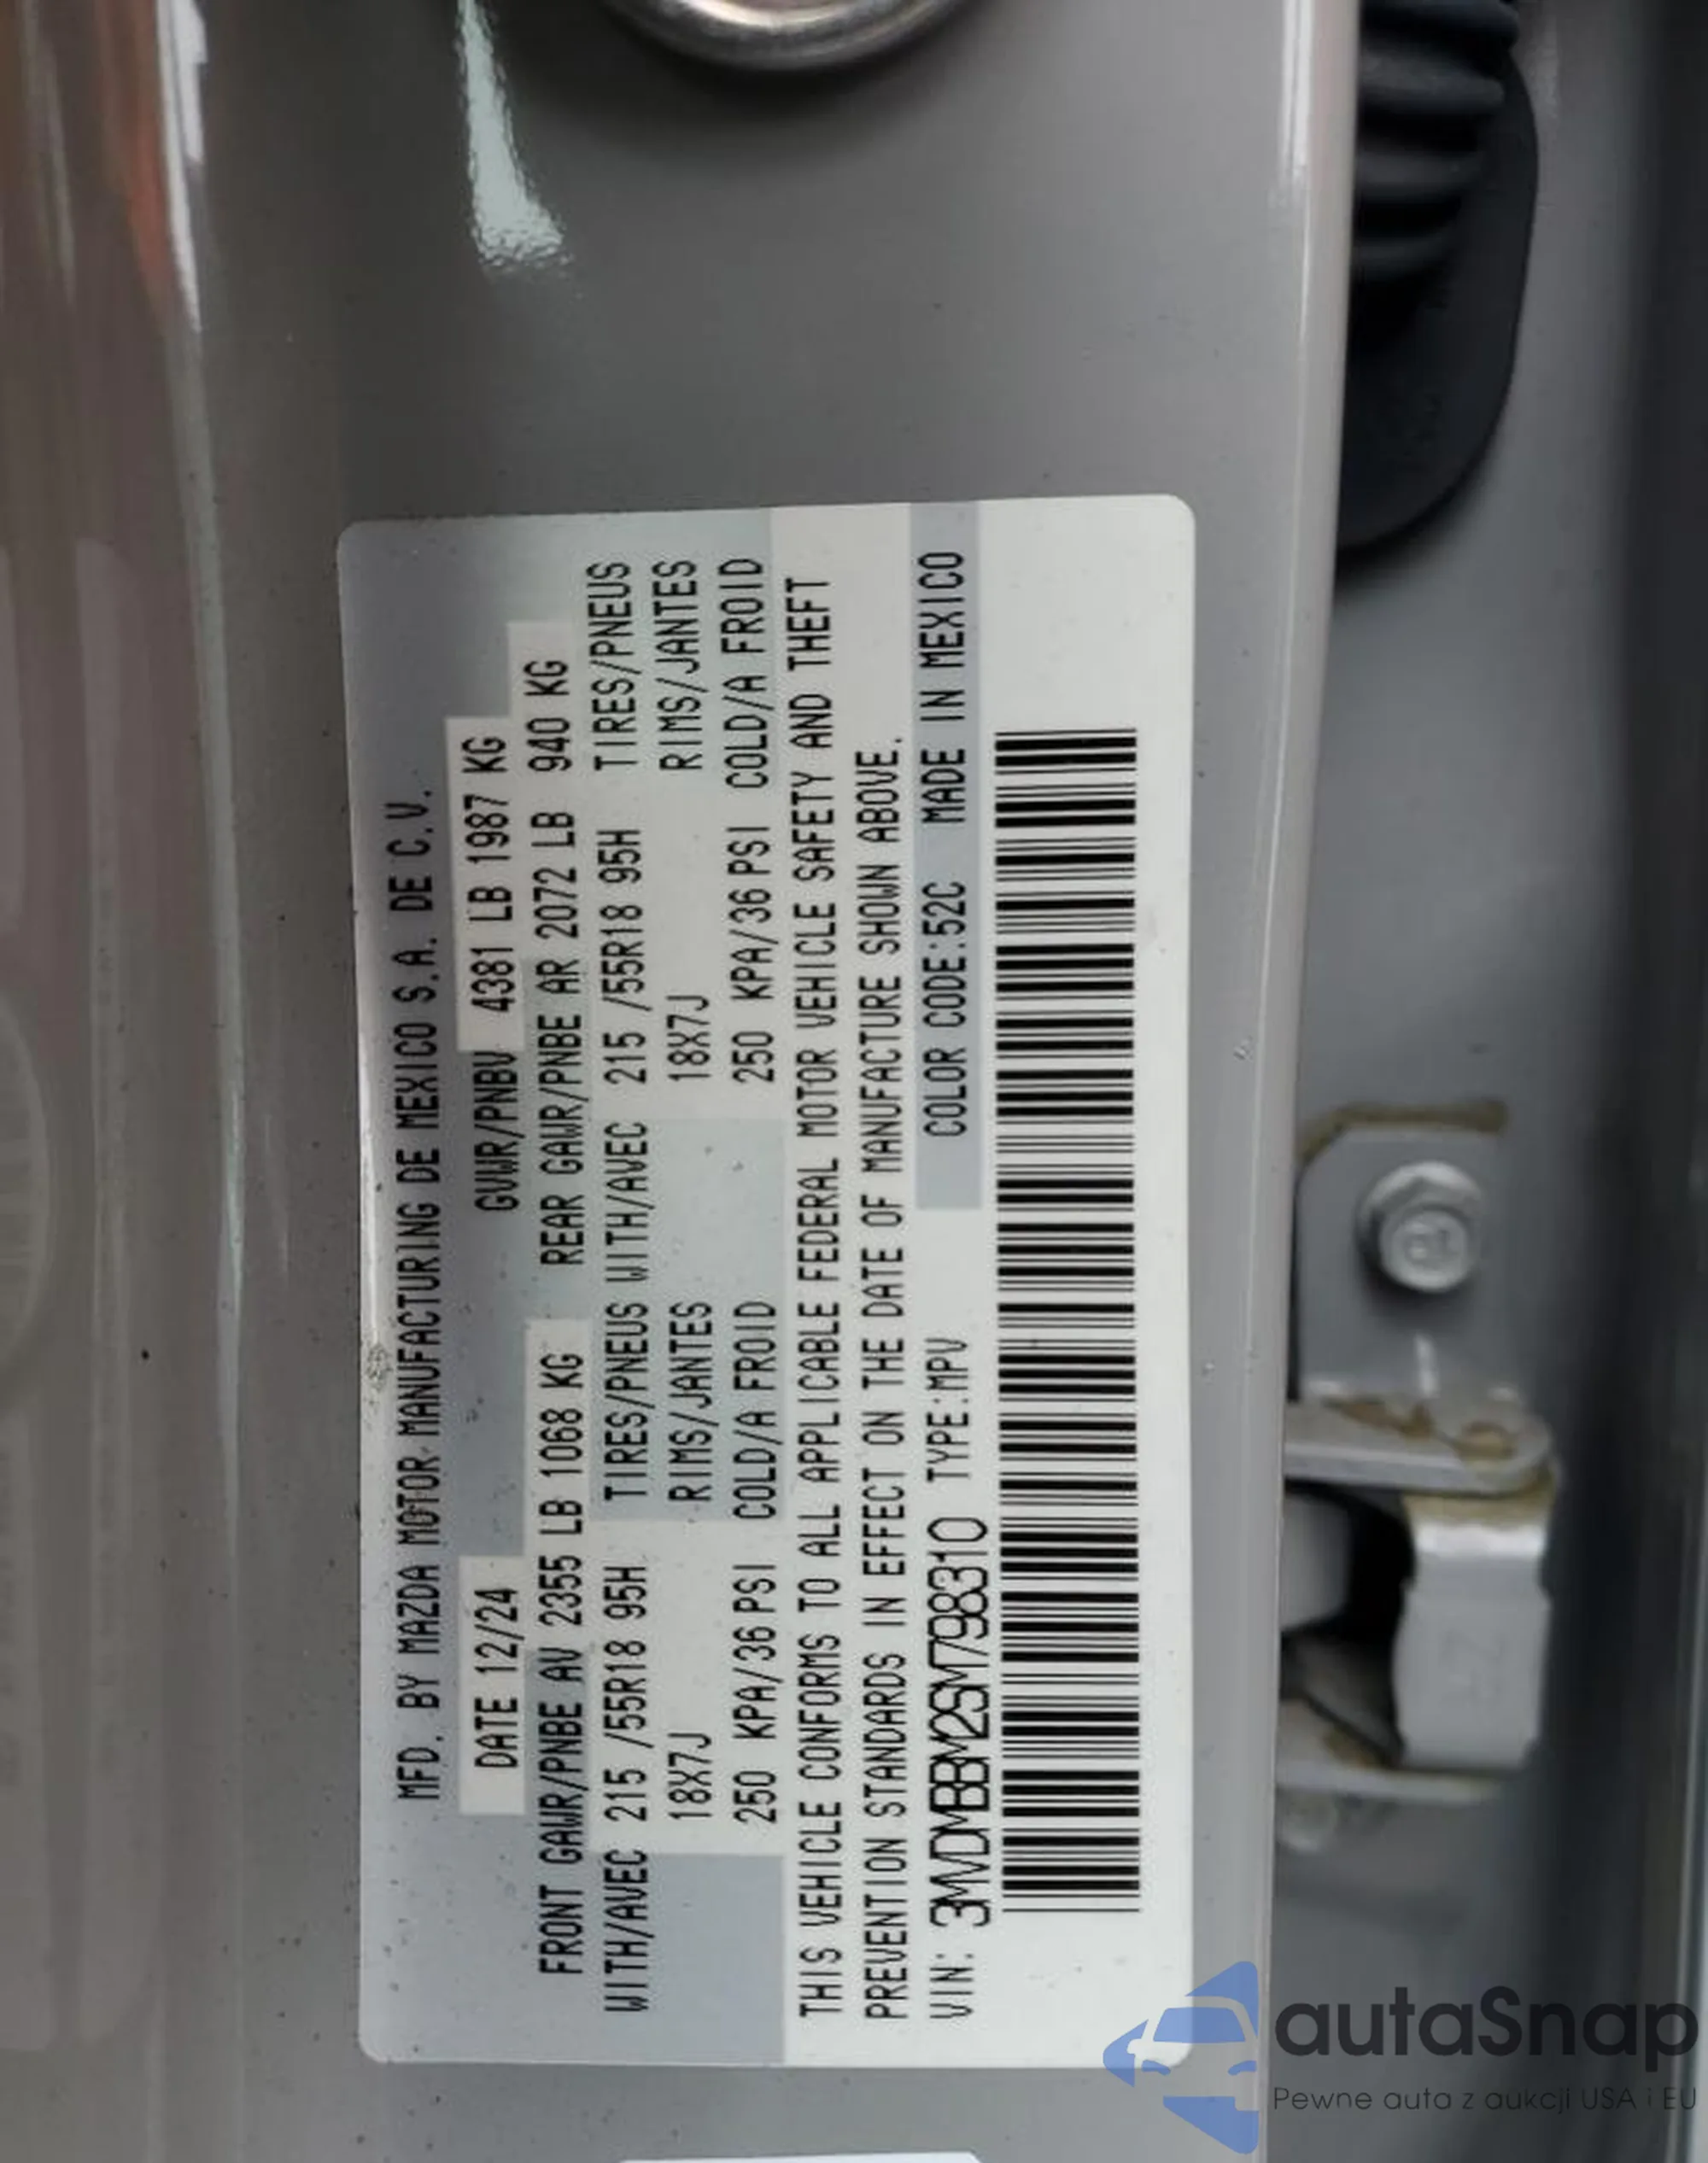 MFD. BY MAZDA MOTOR MANUFACTURING DE MEXICO S.A. DE C.V.
DATE 12/24 GVWR/PNBV 4381 LB 1987 KG
FRONT GAWR/PNBE AV 2355 LB 1068 KG REAR GAWR/PNBE AR 2072 LB 940 KG
WITH/AVEC 215 /55R18 95H TIRES/PNEUS WITH/AVEC 215 /55R18 95H TIRES/PNEUS
18X7J RIMS/JANTES 18X7J RIMS/JANTES
250 KPA/36 PSI COLD/A FROID 250 KPA/36 PSI COLD/A FROID
THIS VEHICLE CONFORMS TO ALL APPLICABLE FEDERAL MOTOR VEHICLE SAFETY AND THEFT
PREVENTION STANDARDS IN EFFECT ON THE DATE OF MANUFACTURE SHOWN ABOVE.
VIN: 3MVDMBBM2SM798310 TYPE:MPV COLOR CODE:52C MADE IN MEXICO
autaSnap
Pewne auta z aukcji USA i EU